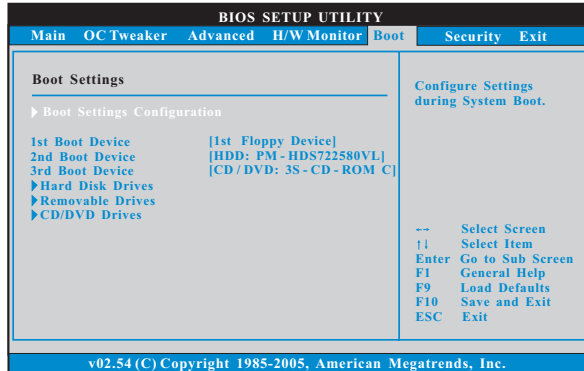 BIOS SETUP UTILITY
Main OC Tweaker Advanced H/W Monitor Boot Security Exit
Boot Settings
Boot Settings Configuration
1st Boot Device [1st Floppy Device]
2nd Boot Device [HDD: PM - HDS722580VL]
3rd Boot Device [CD / DVD: 3S - CD - ROM C]
Hard Disk Drives
Removable Drives
CD/DVD Drives
Configure Settings
during System Boot.
←→ Select Screen
↑↓ Select Item
Enter Go to Sub Screen
F1 General Help
F9 Load Defaults
F10 Save and Exit
ESC Exit
v02.54 (C) Copyright 1985-2005, American Megatrends, Inc.